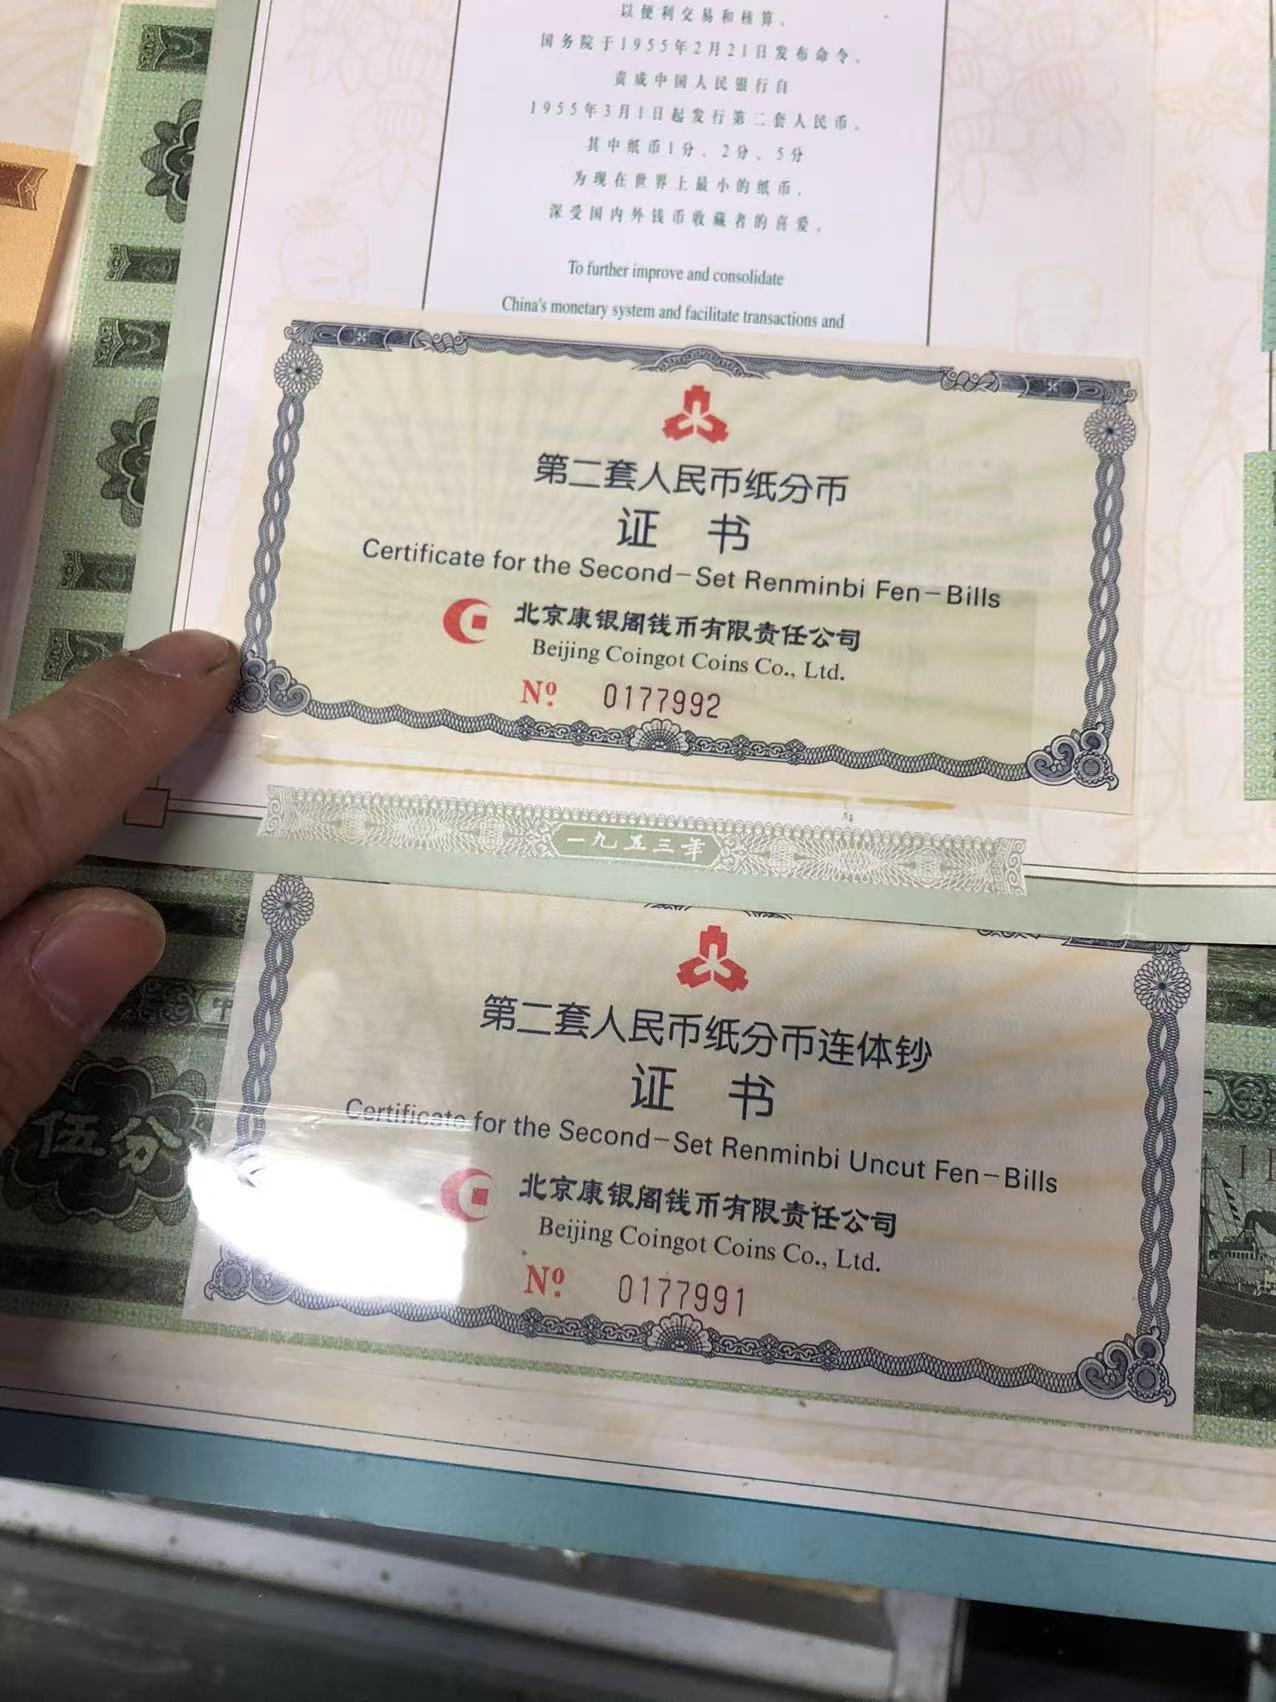 以便利交易和核算，
国务院于1955年2月21日发布命令，
责成中国人民银行自
1955年3月1日起发行第二套人民币。
其中纸币1分、2分、5分
为现在世界上最小的纸币，
深受国内外钱币收藏者的喜爱。
To further improve and consolidate
China's monetary system and facilitate transactions and
第二套人民币纸分币
证 书
Certificate for the Second-Set Renminbi Fen-Bills
北京康银阁钱币有限责任公司
Beijing Coingot Coins Co., Ltd.
Nº 0177992
一九五三年
第二套人民币纸分币连体钞
证 书
Certificate for the Second-Set Renminbi Uncut Fen-Bills
北京康银阁钱币有限责任公司
Beijing Coingot Coins Co., Ltd.
Nº 0177991
伍分